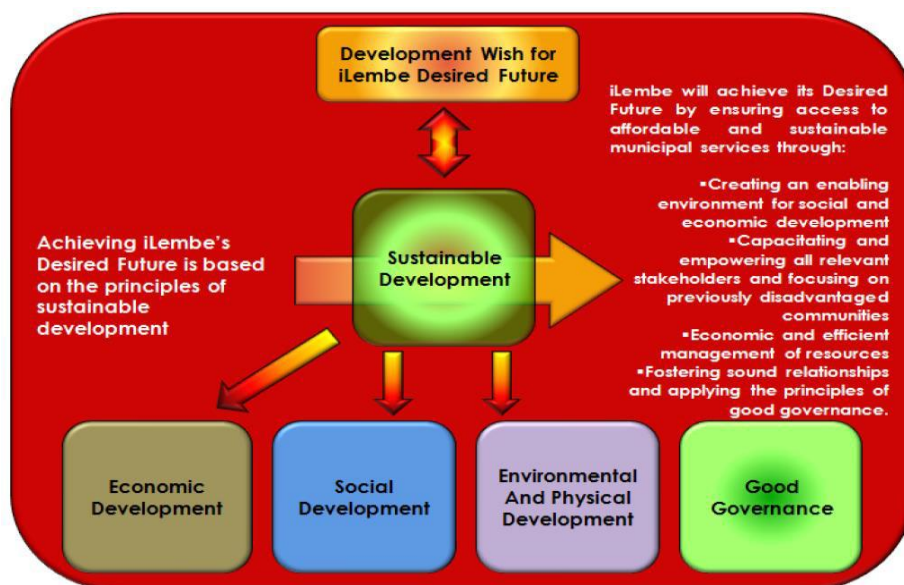 Development Wish for
iLembe Desired Future
iLembe will achieve its Desired
Future by ensuring access to
affordable and sustainable
municipal services through:
▪Creating an enabling
environment for social and
economic development
▪Capacitating and
empowering all relevant
stakeholders and focusing on
previously disadvantaged
communities
▪Economic and efficient
management of resources
▪Fostering sound relationships
and applying the principles of
good governance.
Achieving iLembe's
Desired Future is based
on the principles of
sustainable
development
Sustainable
Development
Economic
Development
Social
Development
Environmental
And Physical
Development
Good
Governance